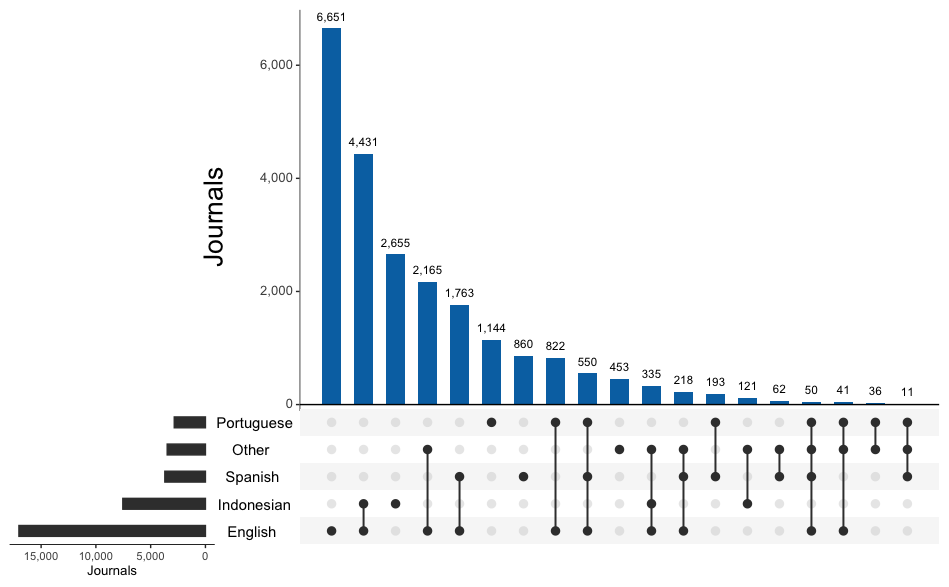 6,651
6,000
4,431
4,000
Journals
2,655
2,165
2,000
1,763
1,144
860
822
550
453
335
218
193
121
62
50
41
36
11
0
Portuguese
Other
Spanish
Indonesian
English
15,000 10,000 5,000 0
Journals